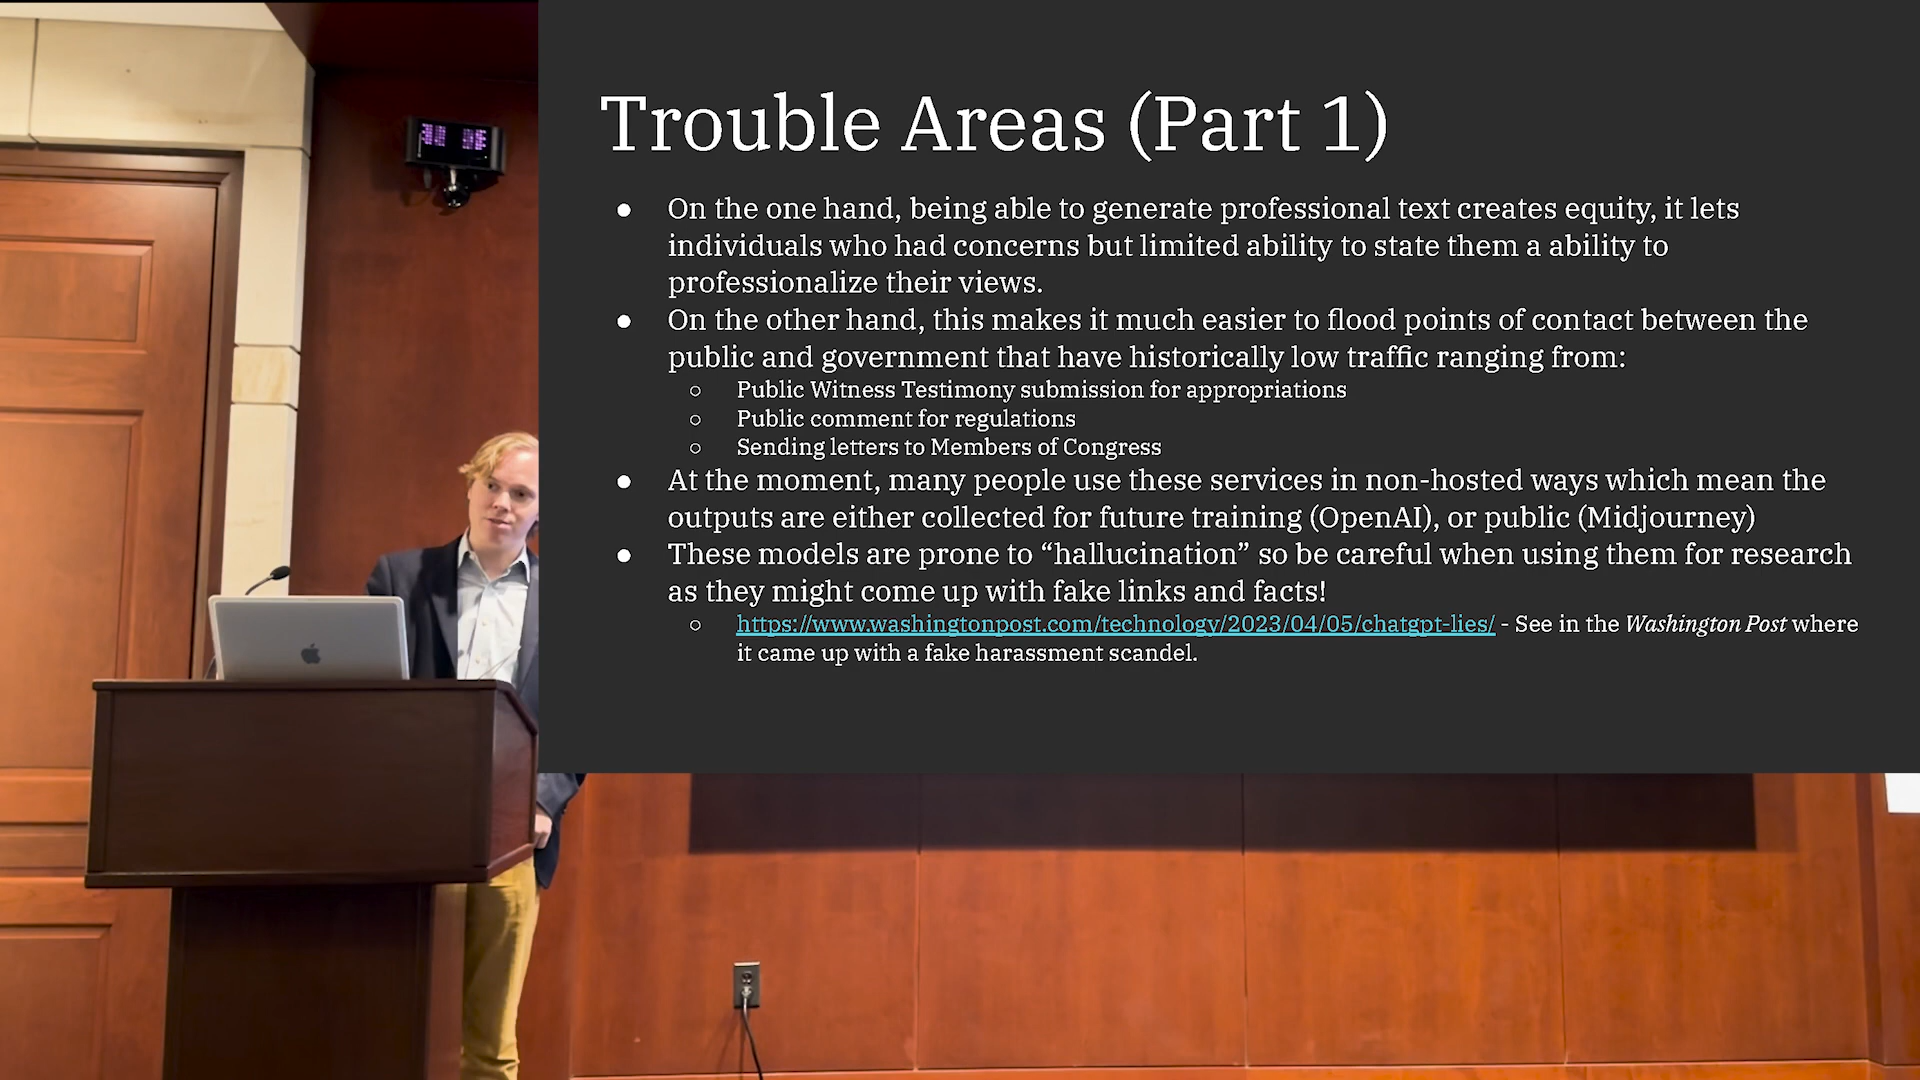 Trouble Areas (Part 1)
● On the one hand, being able to generate professional text creates equity, it lets
individuals who had concerns but limited ability to state them a ability to
professionalize their views.
● On the other hand, this makes it much easier to flood points of contact between the
public and government that have historically low traffic ranging from:
○ Public Witness Testimony submission for appropriations
○ Public comment for regulations
○ Sending letters to Members of Congress
● At the moment, many people use these services in non-hosted ways which mean the
outputs are either collected for future training (OpenAI), or public (Midjourney)
● These models are prone to “hallucination” so be careful when using them for research
as they might come up with fake links and facts!
○ https://www.washingtonpost.com/technology/2023/04/05/chatgpt-lies/ - See in the Washington Post where
it came up with a fake harassment scandel.